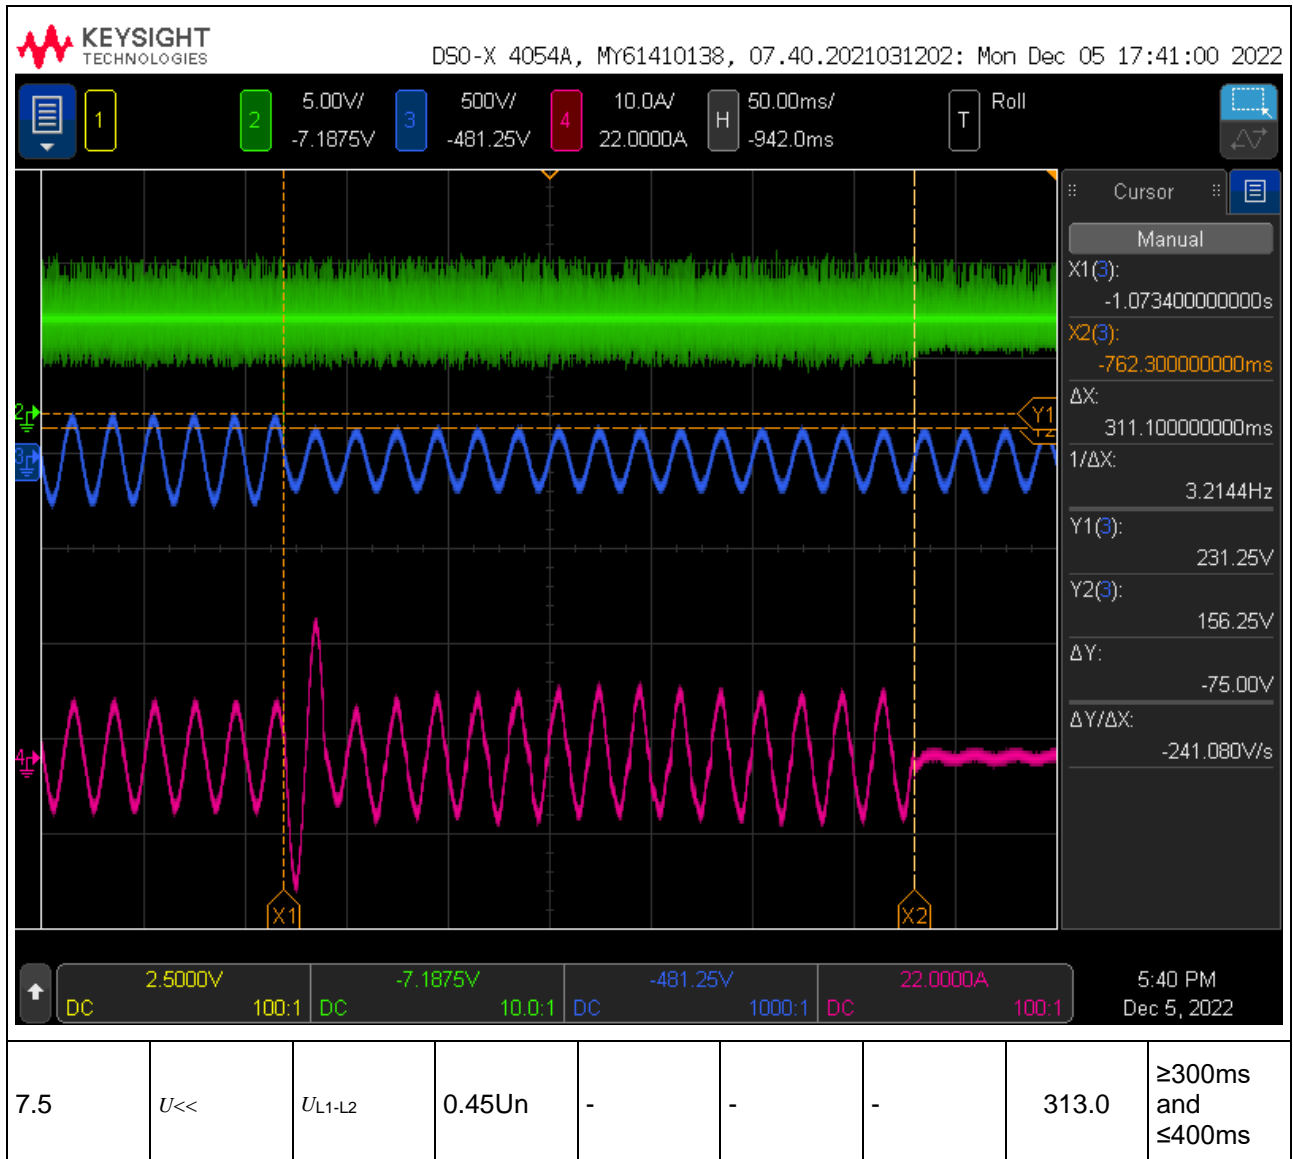 KEYSIGHT
TECHNOLOGIES
DSO-X 4054A, MY61410138, 07.40.2021031202: Mon Dec 05 17:41:00 2022
1 2 5.00V/ 3 500V/ 4 10.0A/ H 50.00ms/ T Roll
-7.1875V -481.25V 22.0000A -942.0ms
Cursor
Manual
X1(3):
-1.073400000000s
X2(3):
-762.300000000ms
ΔX:
311.100000000ms
1/ΔX:
3.2144Hz
Y1(3):
231.25V
Y2(3):
156.25V
ΔY:
-75.00V
ΔY/ΔX:
-241.080V/s
Y1
Y2
2
3
4
X1 X2
2.5000V -7.1875V -481.25V 22.0000A 5:40 PM
DC 100:1 DC 10.0:1 DC 1000:1 DC 100:1 Dec 5, 2022
7.5 U<< UL1-L2 0.45Un - - - 313.0 ≥300ms
and
≤400ms